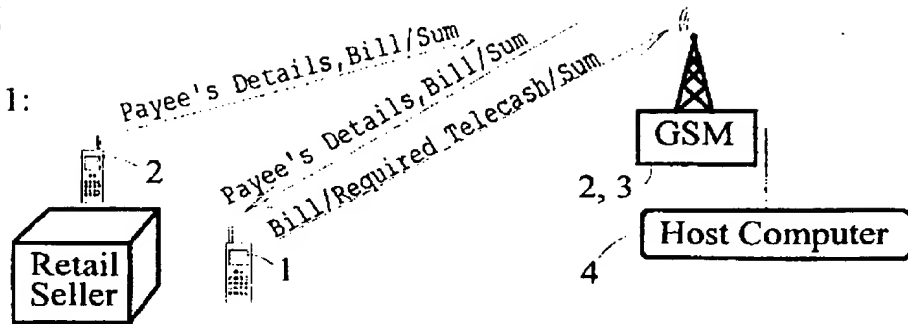 Payee's Details,Bill/Sum
1:
Payee's Details,Bill/Sum
Bill/Required Telecash/Sum
GSM
2
2, 3
Host Computer
4
Retail
Seller
1